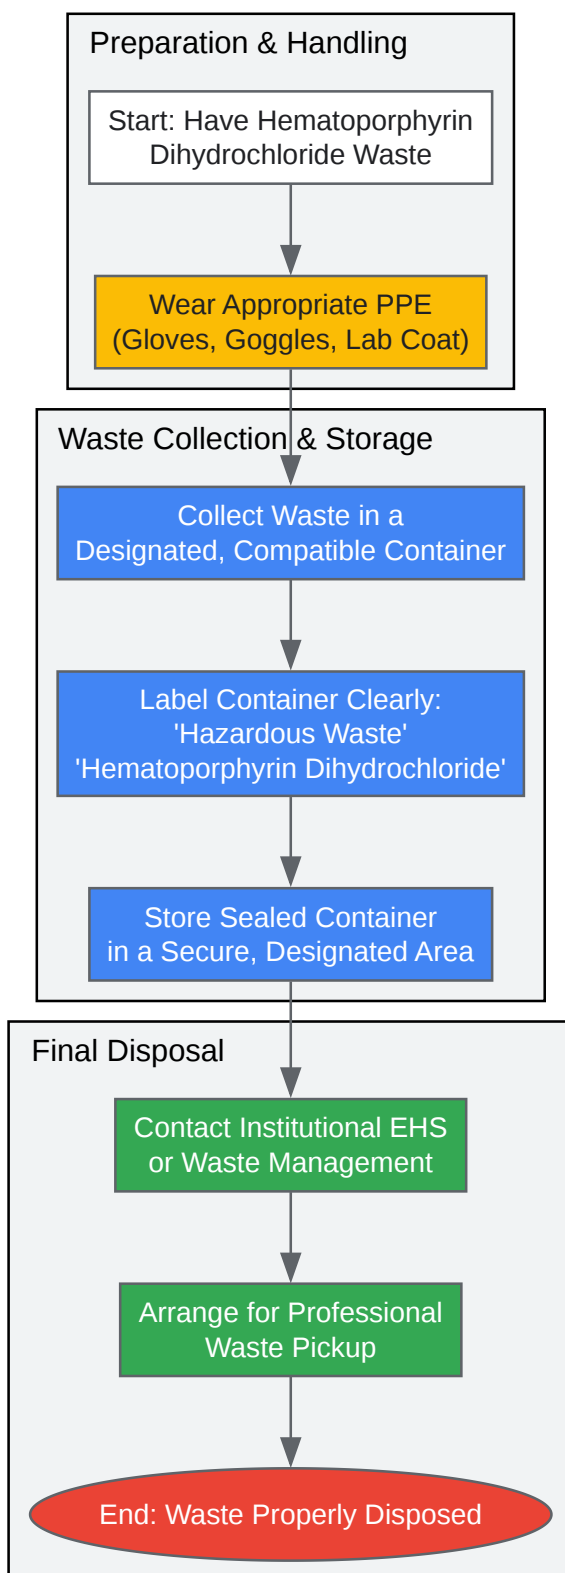 Preparation & Handling
Start: Have Hematoporphyrin
Dihydrochloride Waste
Wear Appropriate PPE
(Gloves, Goggles, Lab Coat)
Waste Collection & Storage
Collect Waste in a
Designated, Compatible Container
Label Container Clearly:
'Hazardous Waste'
'Hematoporphyrin Dihydrochloride'
Store Sealed Container
in a Secure, Designated Area
Final Disposal
Contact Institutional EHS
or Waste Management
Arrange for Professional
Waste Pickup
End: Waste Properly Disposed